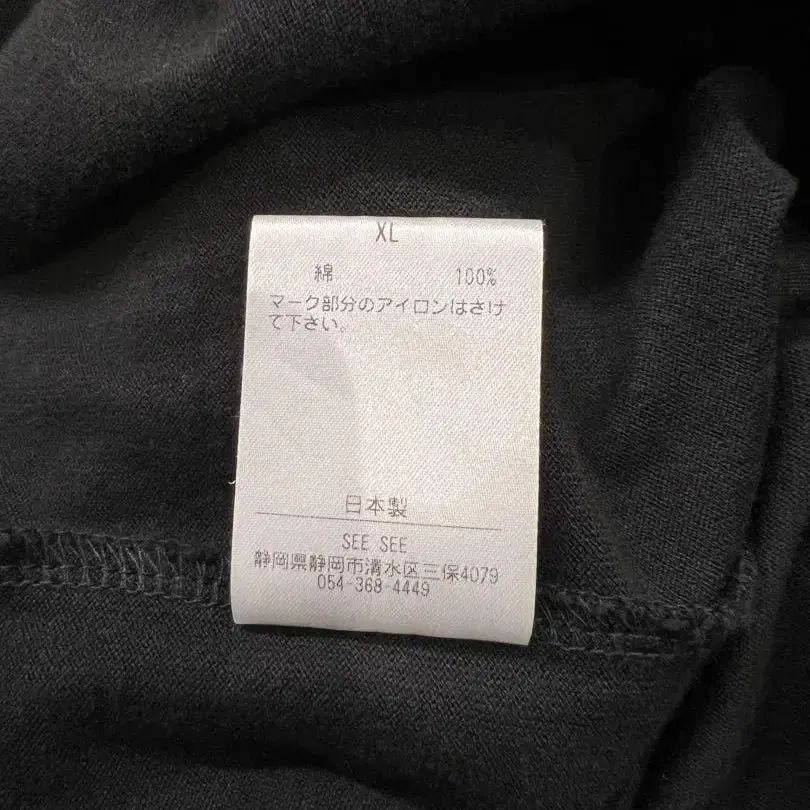 XL
綿 100%
マーク部分のアイロンはさけ
て下さい。
日本製
SEE SEE
静岡県静岡市清水区三保4079
054-368-4449